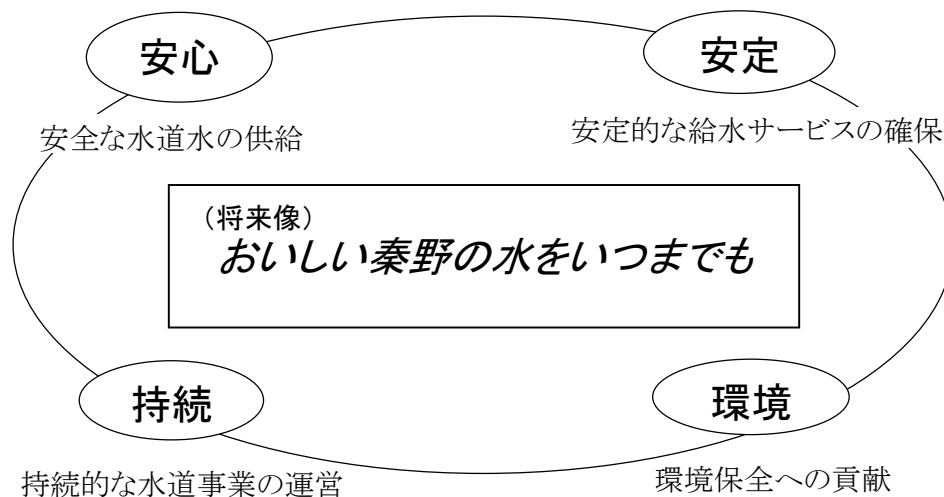 安心
安定
安全な水道水の供給
安定的な給水サービスの確保
(将来像)
おいしい秦野の水をいつまでも
持続
環境
持続的な水道事業の運営
環境保全への貢献